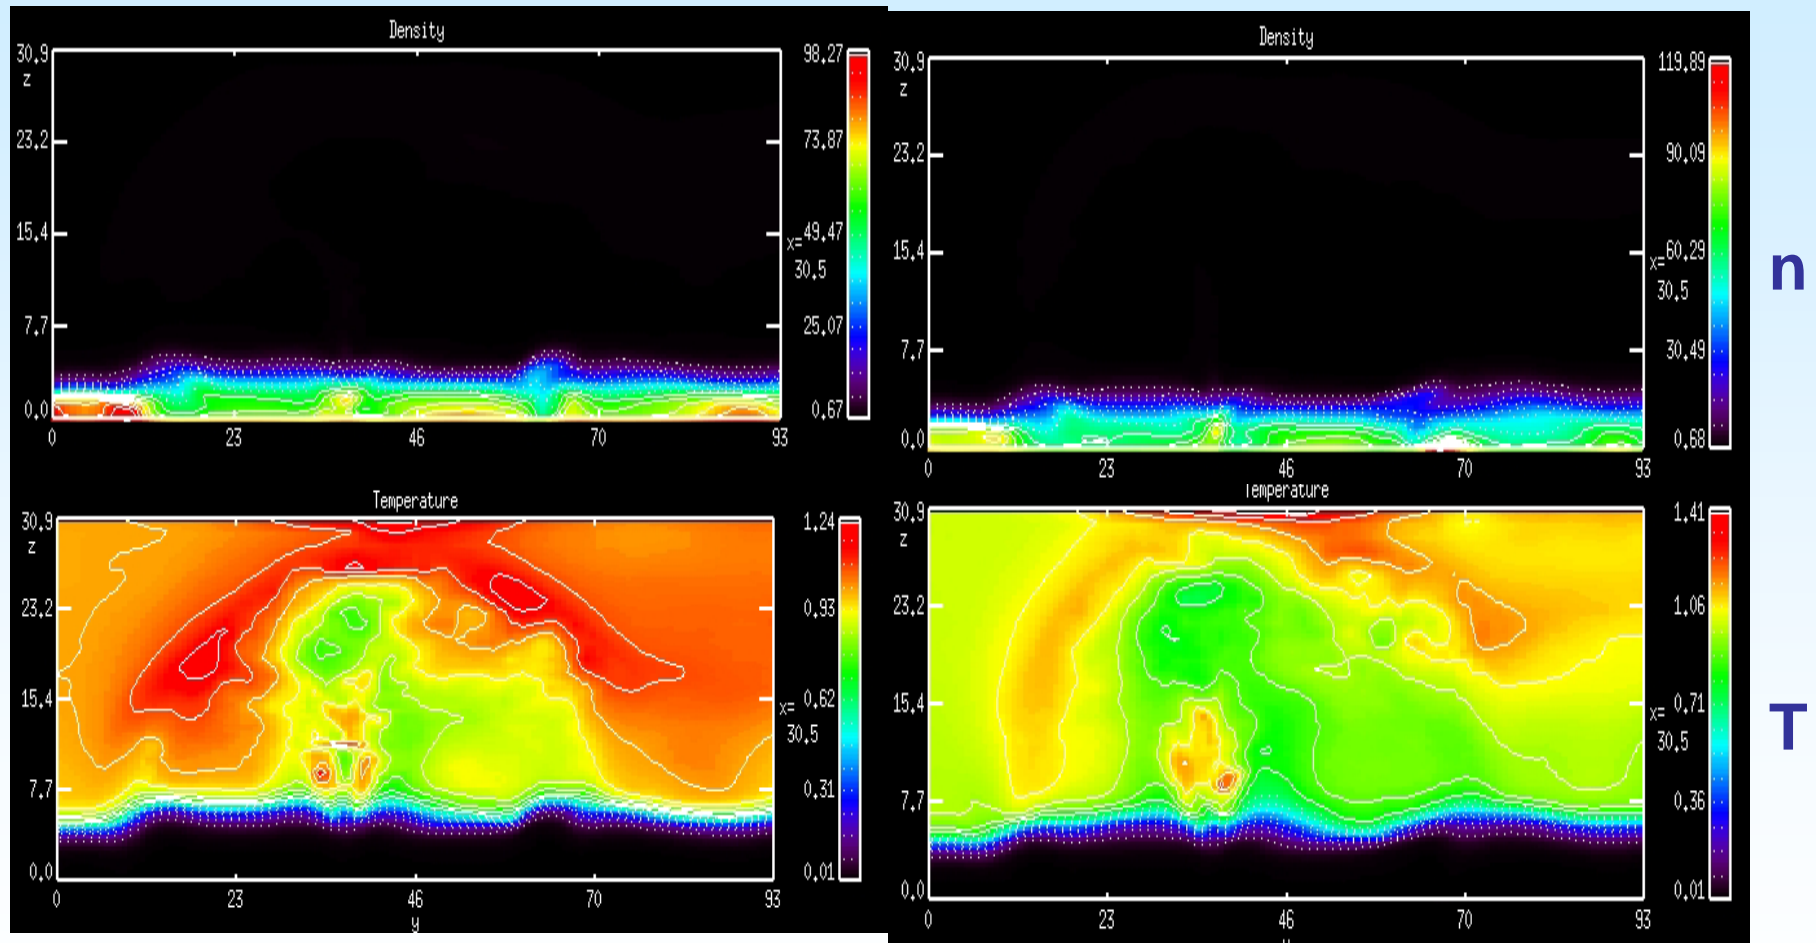 Density
30.9
z
23.2
15.4
7.7
0.0
0 23 46 70 93
98.27
73.87
x= 49.47
30.5
25.07
0.67
Density
30.9
z
23.2
15.4
7.7
0.0
0 23 46 70 93
119.89
90.09
x= 60.29
30.5
30.49
0.68
n
Temperature
30.9
z
23.2
15.4
7.7
0.0
0 23 46 70 93
y
1.24
0.93
x= 0.62
30.5
0.31
0.01
Temperature
30.9
z
23.2
15.4
7.7
0.0
0 23 46 70 93
1.41
1.06
x= 0.71
30.5
0.36
0.01
T